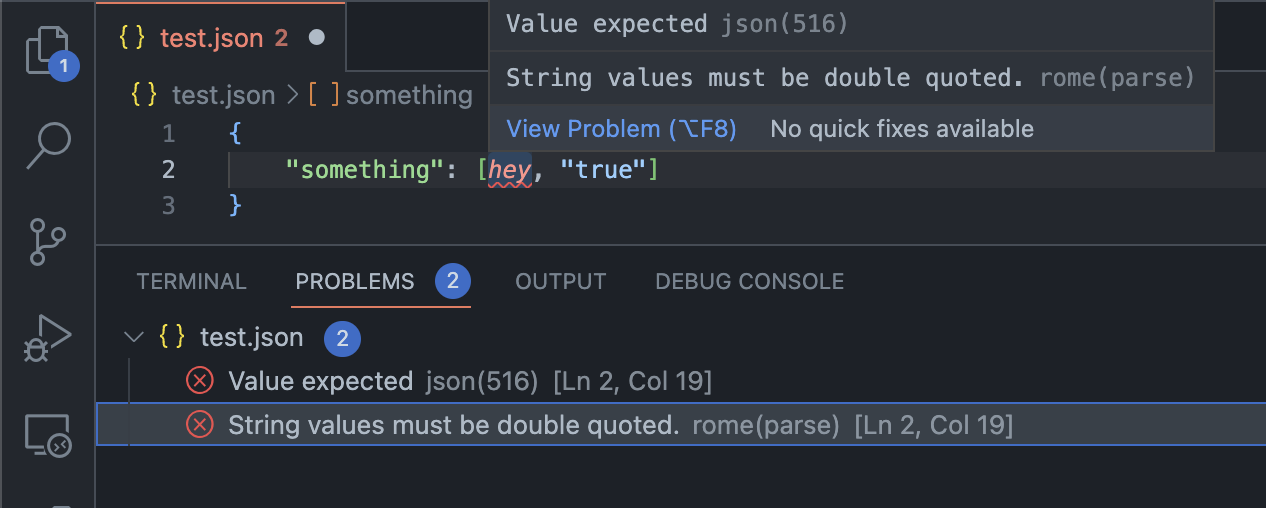 {} test.json 2 ●
Value expected json(516)
String values must be double quoted. rome(parse)
View Problem (⌥F8) No quick fixes available
1
{} test.json > [ ] something
1 {
2 "something": [hey, "true"]
3 }
TERMINAL PROBLEMS 2 OUTPUT DEBUG CONSOLE
{} test.json 2
Value expected json(516) [Ln 2, Col 19]
String values must be double quoted. rome(parse) [Ln 2, Col 19]